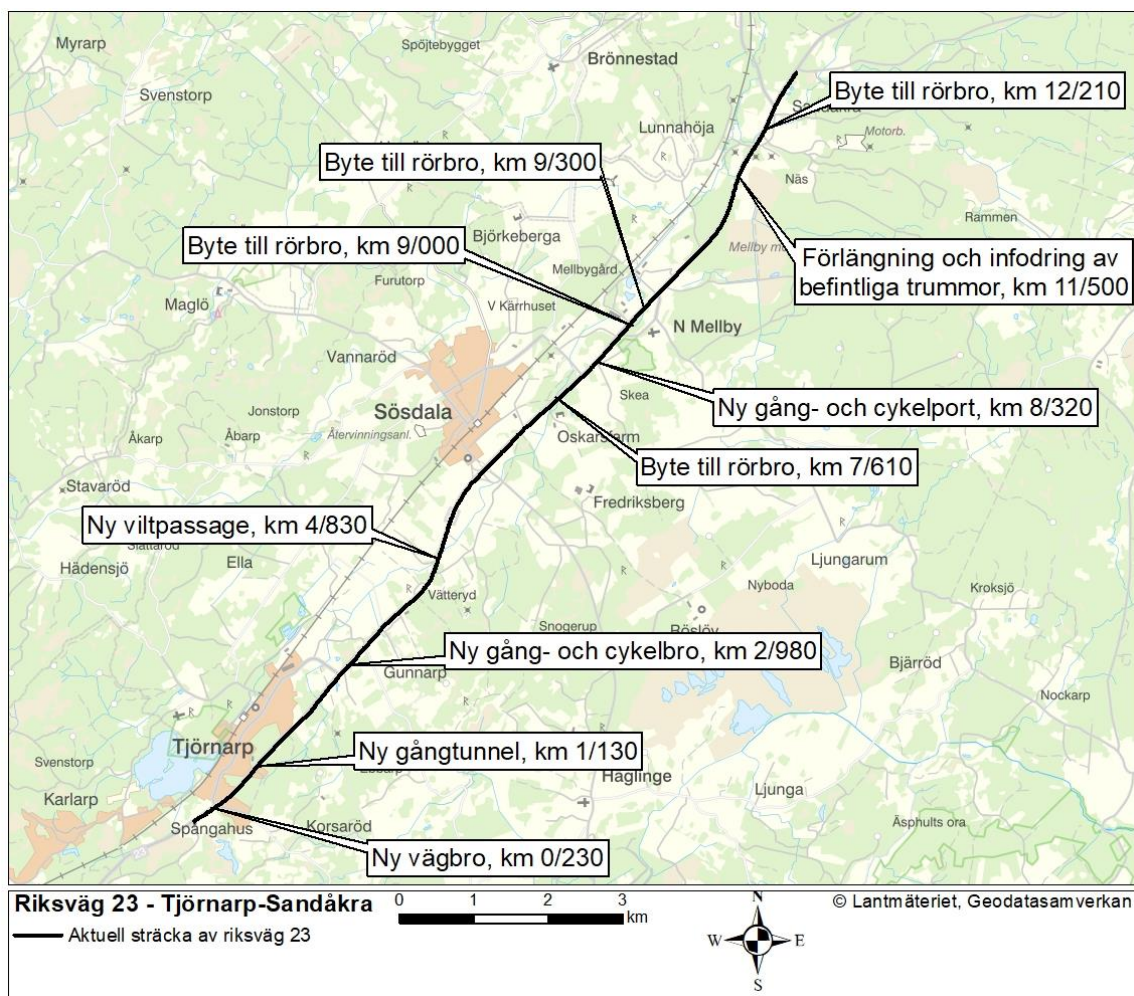 Myrarp
Spöjtebygget
Brönnestad
Svenstorp
Byte till rörbro, km 12/210
Lunnahöja
Motorb.
Byte till rörbro, km 9/300
Näs
Rammen
Björkeberga
Byte till rörbro, km 9/000
Mellbygård
Förlängning och infodring av
befintliga trummor, km 11/500
Furutorp
Maglö
V Kärrhuset
N Mellby
Vannaröd
Skea
Jonstorp
Sösdala
Ny gång- och cykelport, km 8/320
Åkarp
Åbarp
Återvinningsanl.
Oskarsfarm
Byte till rörbro, km 7/610
Stavaröd
Fredriksberg
Ny viltpassage, km 4/830
Ljungarum
Hädensjö
Ella
Nyboda
Kroksjö
Vätteryd
Snogerup
Röslöv
Ny gång- och cykelbro, km 2/980
Bjärröd
Gunnarp
Nockarp
Tjörnarp
Svenstorp
Ny gångtunnel, km 1/130
Häglinge
Ljunga
Karlarp
Spångahus
Korsaröd
Äsphults ora
23
Ny vägbro, km 0/230
Riksväg 23 - Tjörnarp-Sandåkra
0 1 2 3
km
Aktuell sträcka av riksväg 23
N
W E
S
© Lantmäteriet, Geodatasamverkan